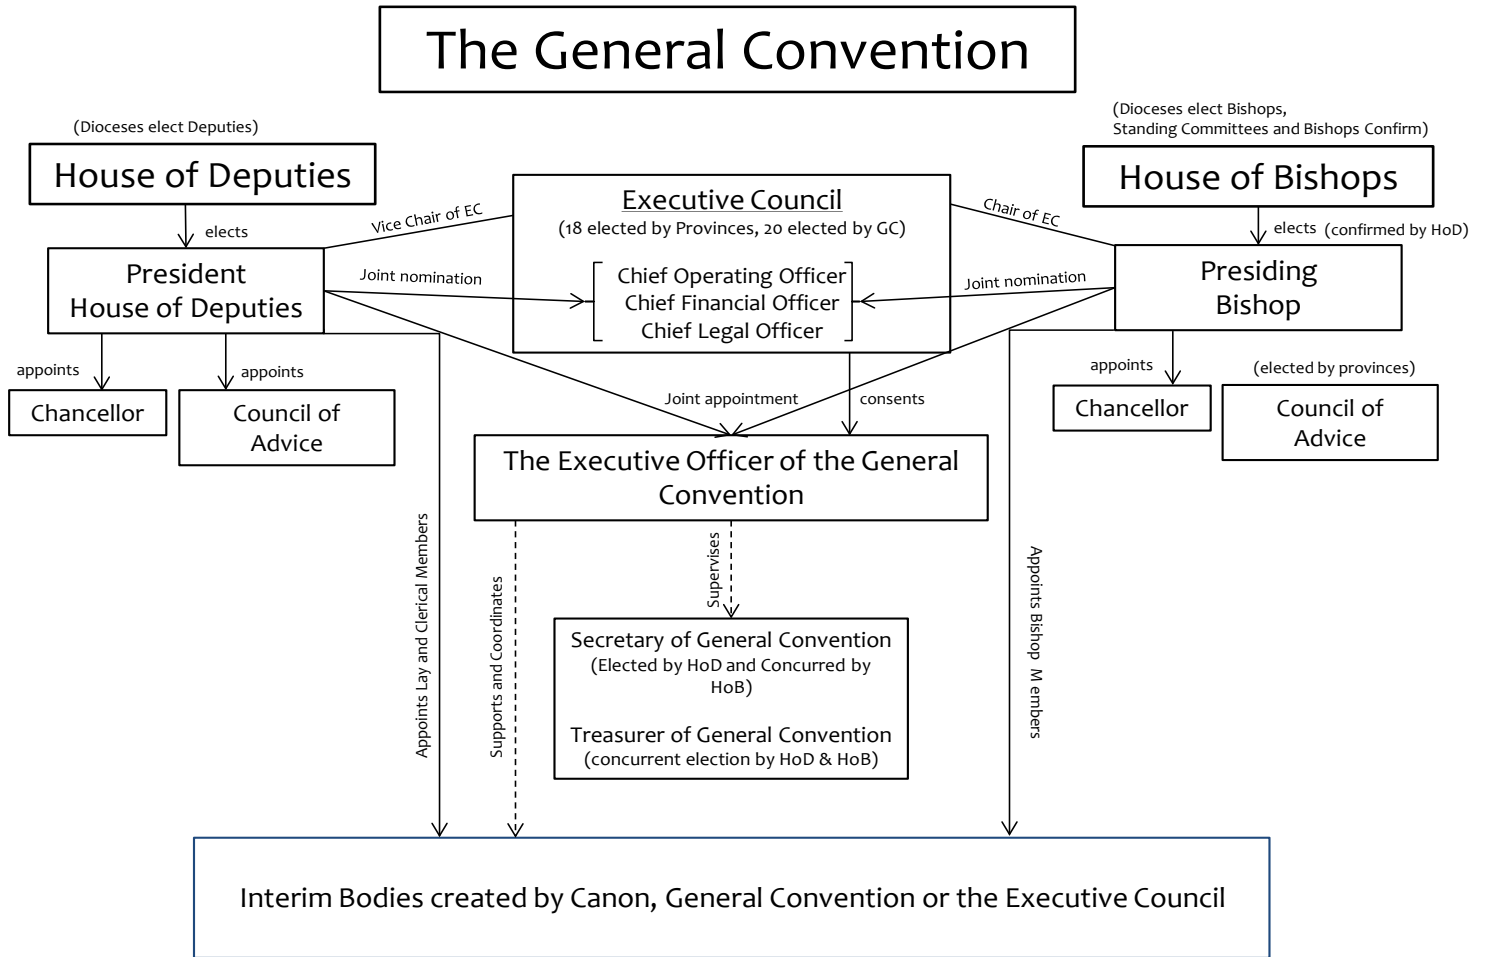 The General Convention
(Dioceses elect Deputies)
House of Deputies
(Dioceses elect Bishops,
Standing Committees and Bishops Confirm)
House of Bishops
elects
elects (confirmed by HoD)
Executive Council
(18 elected by Provinces, 20 elected by GC)
Chief Operating Officer
Chief Financial Officer
Chief Legal Officer
Vice Chair of EC
Chair of EC
President
House of Deputies
Joint nomination
Joint nomination
Presiding
Bishop
appoints
appoints
Chancellor
Council of
Advice
Joint appointment
consents
appoints
(elected by provinces)
Chancellor
Council of
Advice
The Executive Officer of the General
Convention
Appoints Lay and Clerical Members
Supports and Coordinates
Supervises
Appoints Bishop M embers
Secretary of General Convention
(Elected by HoD and Concurred by
HoB)
Treasurer of General Convention
(concurrent election by HoD & HoB)
Interim Bodies created by Canon, General Convention or the Executive Council